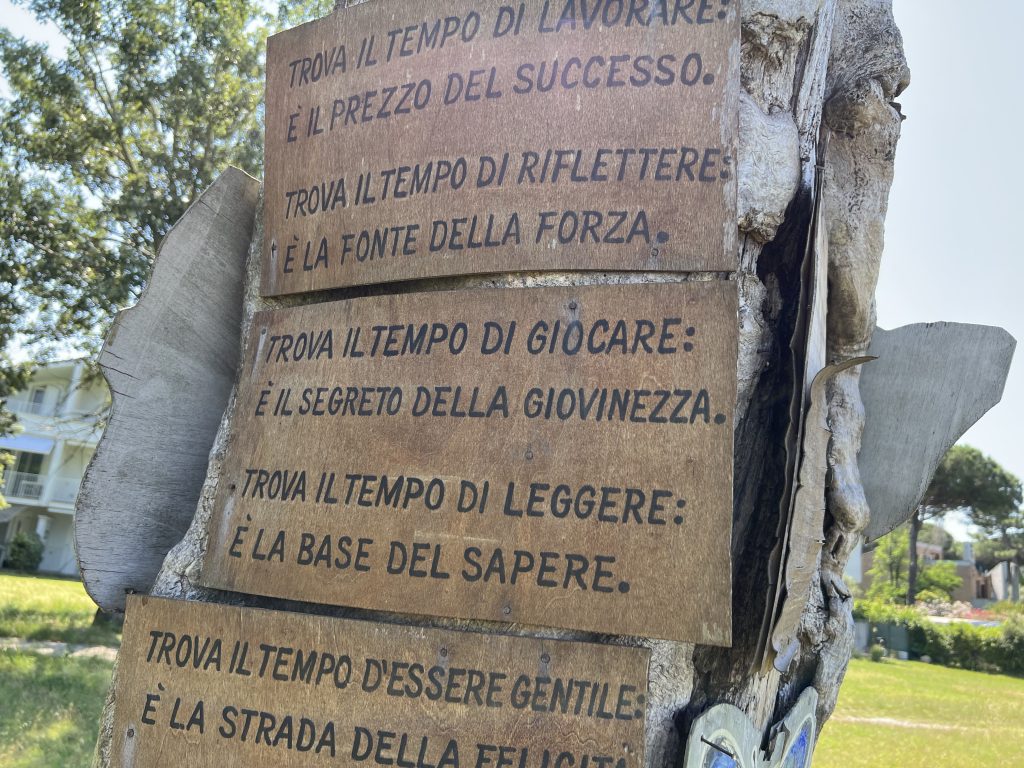 TROVA IL TEMPO DI LAVORARE:
È IL PREZZO DEL SUCCESSO.
TROVA IL TEMPO DI RIFLETTERE:
È LA FONTE DELLA FORZA.
TROVA IL TEMPO DI GIOCARE:
È IL SEGRETO DELLA GIOVINEZZA.
TROVA IL TEMPO DI LEGGERE:
È LA BASE DEL SAPERE.
TROVA IL TEMPO D'ESSERE GENTILE:
È LA STRADA DELLA FELICITÀ